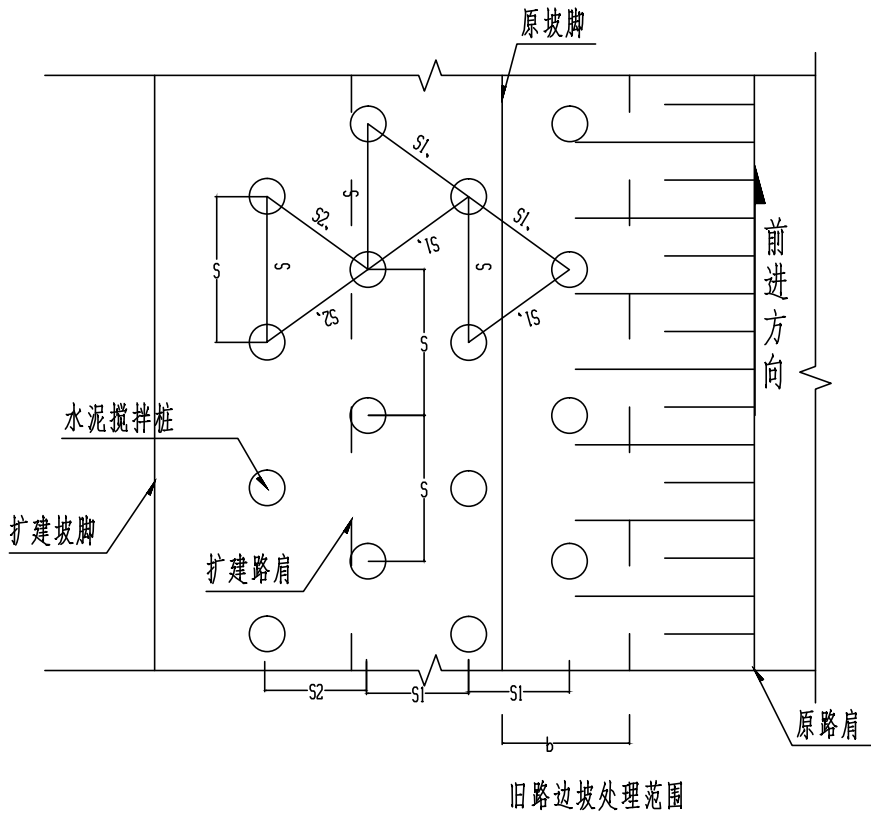 原坡脚
S1、
S
S2、
S1、
S1、
S
S
S
S2、
S1、
S
前进方向
水泥搅拌桩
S
扩建坡脚
扩建路肩
S2
S1
S1
原路肩
b
旧路边坡处理范围